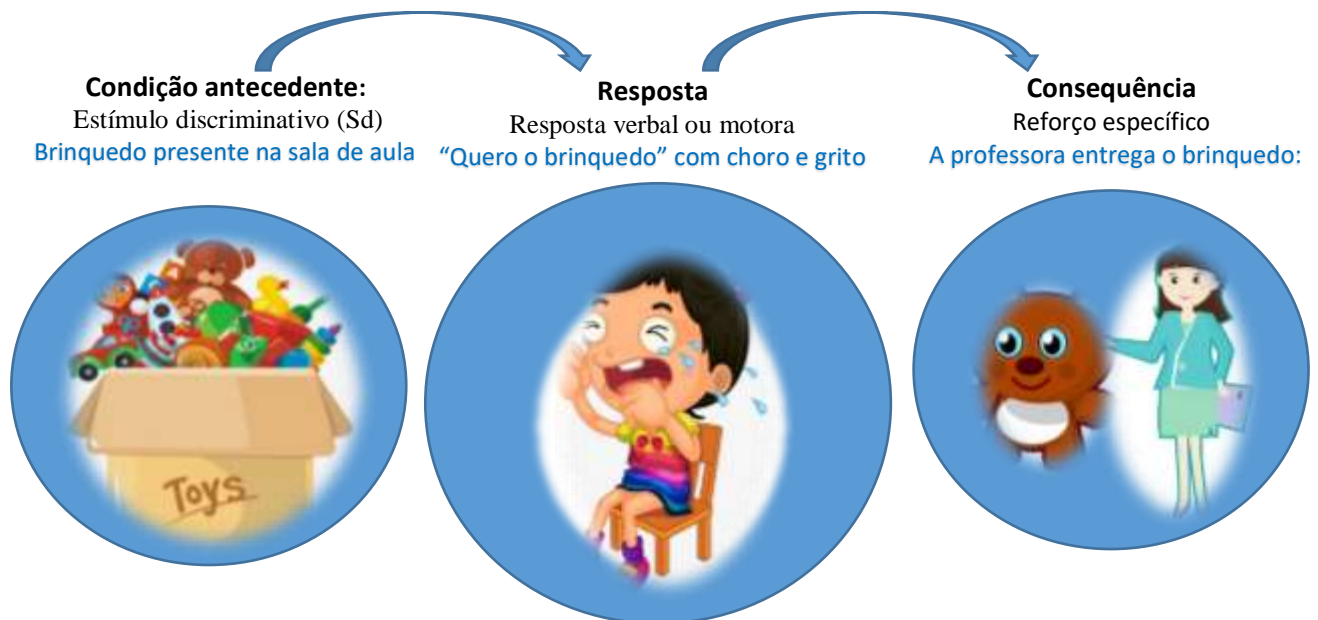 Condição antecedente:
Estímulo discriminativo (Sd)
Brinquedo presente na sala de aula
Resposta
Resposta verbal ou motora
“Quero o brinquedo” com choro e grito
Consequência
Reforço específico
A professora entrega o brinquedo:
Toys